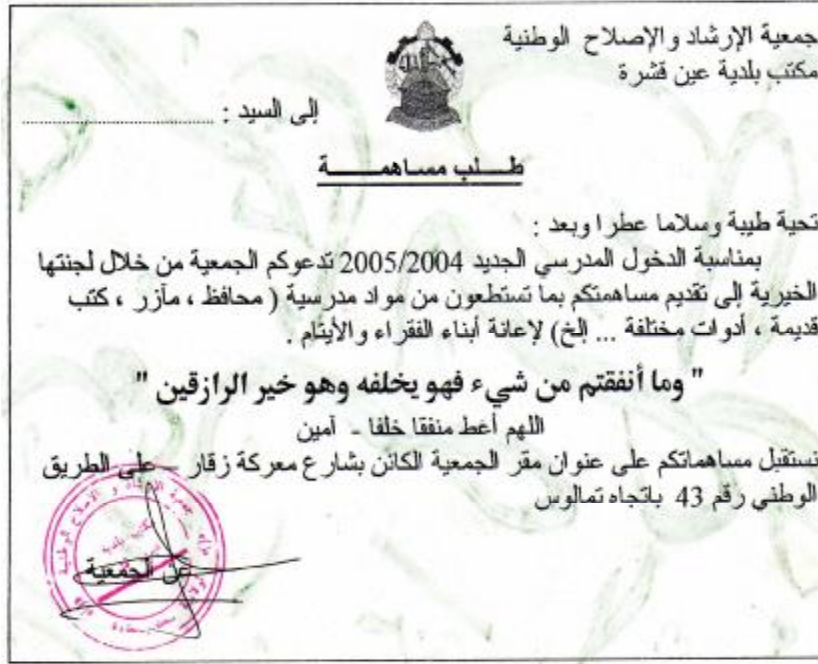 جمعية الإرشاد والإصلاح الوطنية
مكتب بلدية عين قشرة
إلى السيد : ..............................
طـــلب مساهمـــــة
تحية طيبة وسلاما عطرا وبعد :
بمناسبة الدخول المدرسي الجديد 2005/2004 تدعوكم الجمعية من خلال لجنتها
الخيرية إلى تقديم مساهمتكم بما تستطعون من مواد مدرسية ( محافظ ، مآزر ، كتب
قديمة ، أدوات مختلفة ... إلخ) لإعانة أبناء الفقراء والأيتام .
" وما أنفقتم من شيء فهو يخلفه وهو خير الرازقين "
اللهم أعط منفقا خلفا - آمين
نستقبل مساهماتكم على عنوان مقر الجمعية الكائن بشارع معركة زقار - على الطريق
الوطني رقم 43 باتجاه تمالوس
عن الجمعية